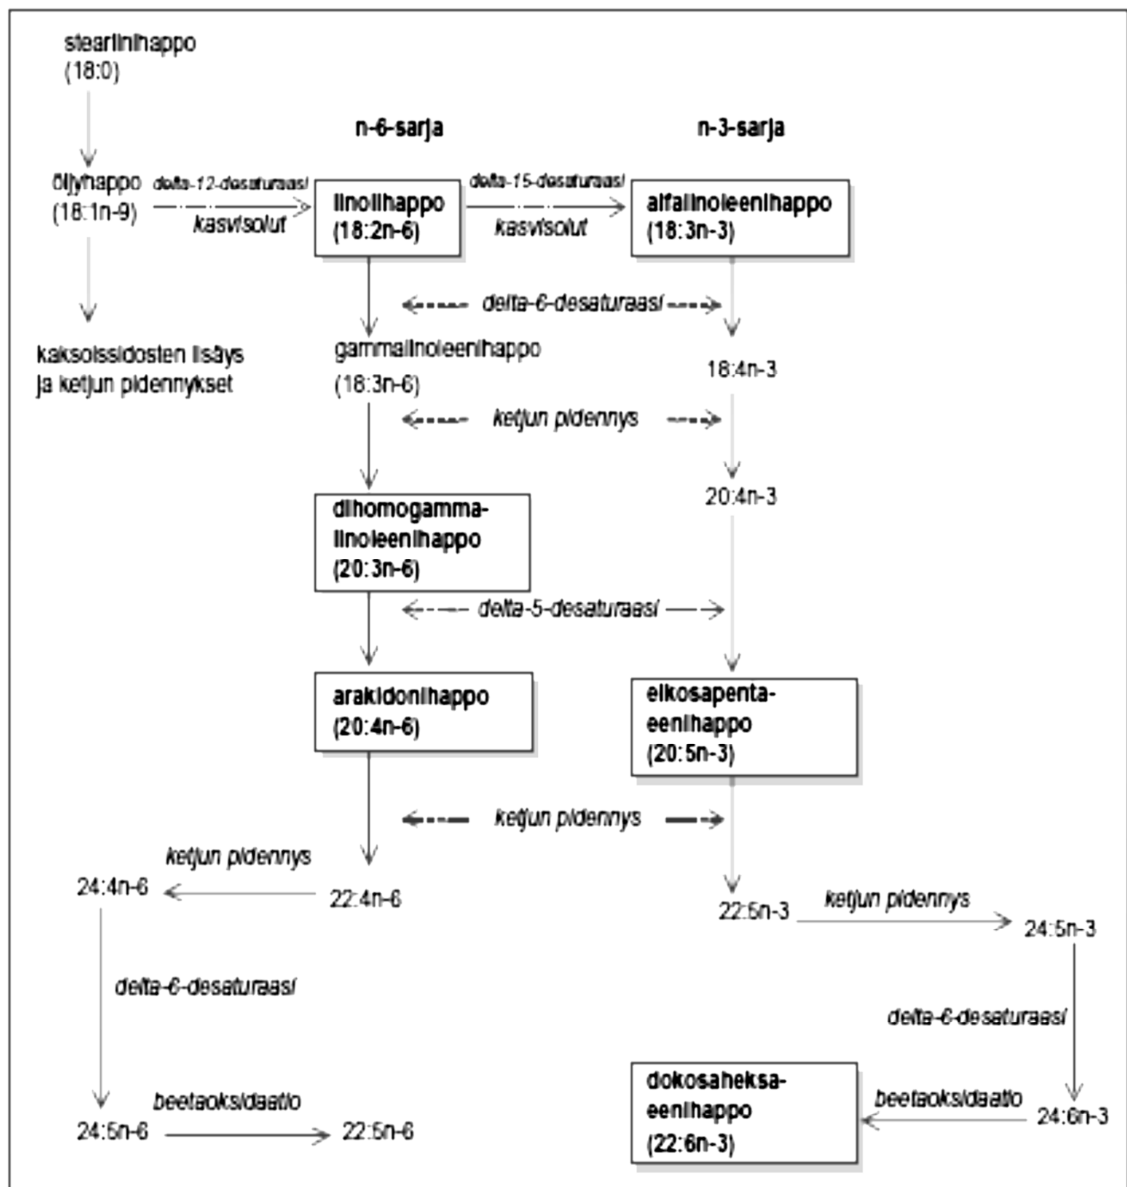 steariinihappo
(18:0)
n-6-sarja
n-3-sarja
öljyhappo
(18:1n-9)
delta-12-desaturaasi
kasvisolut
linolihappo
(18:2n-6)
delta-15-desaturaasi
kasvisolut
alfalinoleenihappo
(18:3n-3)
delta-6-desaturaasi
kaksoissidosten lisäys
ja ketjun pidennykset
gammalinoleenihappo
(18:3n-6)
18:4n-3
ketjun pidennys
20:4n-3
dihomogamma-
linoleenihappo
(20:3n-6)
delta-5-desaturaasi
arakidonihappo
(20:4n-6)
eikosapenta-
eenihappo
(20:5n-3)
ketjun pidennys
ketjun pidennys
24:4n-6
22:4n-6
22:5n-3
ketjun pidennys
24:5n-3
delta-6-desaturaasi
delta-6-desaturaasi
24:5n-6
beetaoksidaatio
22:5n-6
dokosaheksa-
eenihappo
(22:6n-3)
beetaoksidaatio
24:6n-3